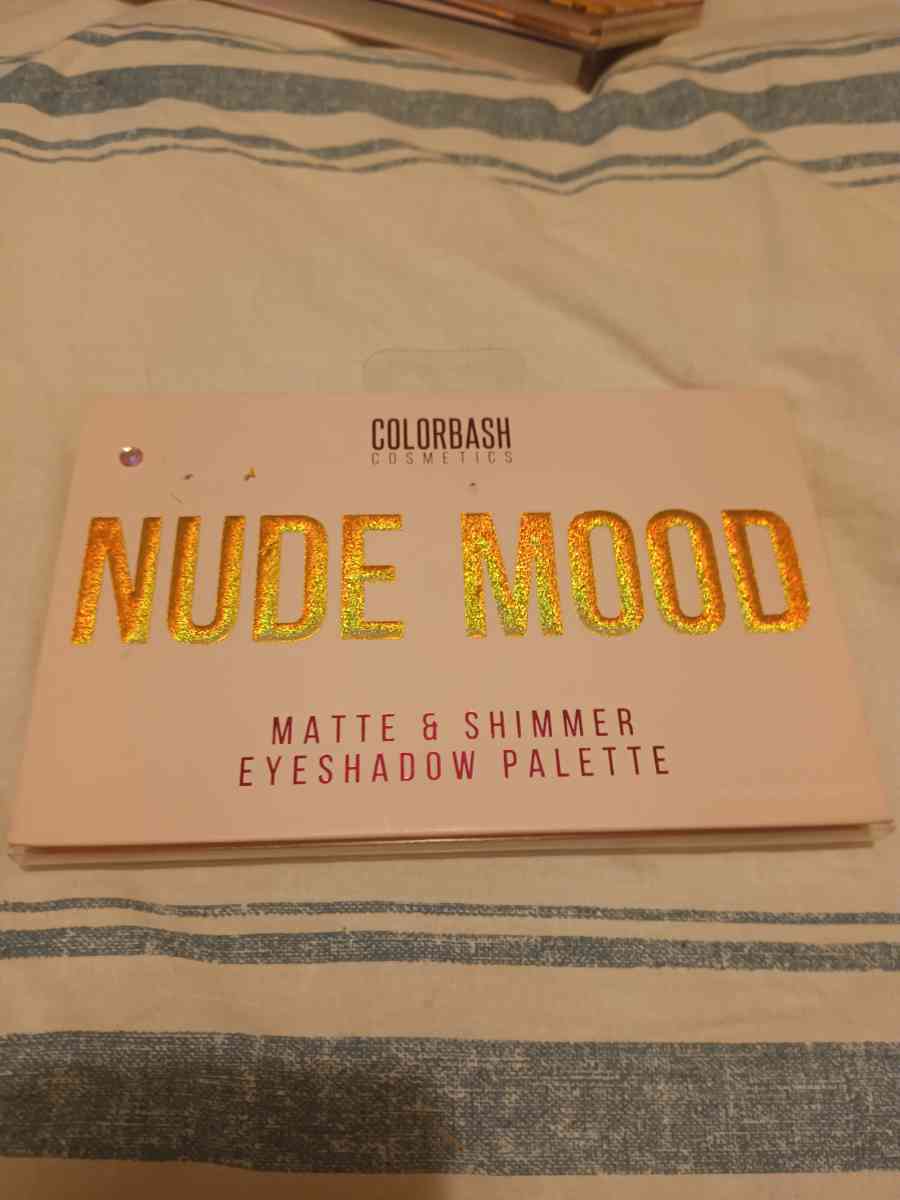 COLORBASH
COSMETICS
NUDE MOOD
MATTE & SHIMMER
EYESHADOW PALETTE